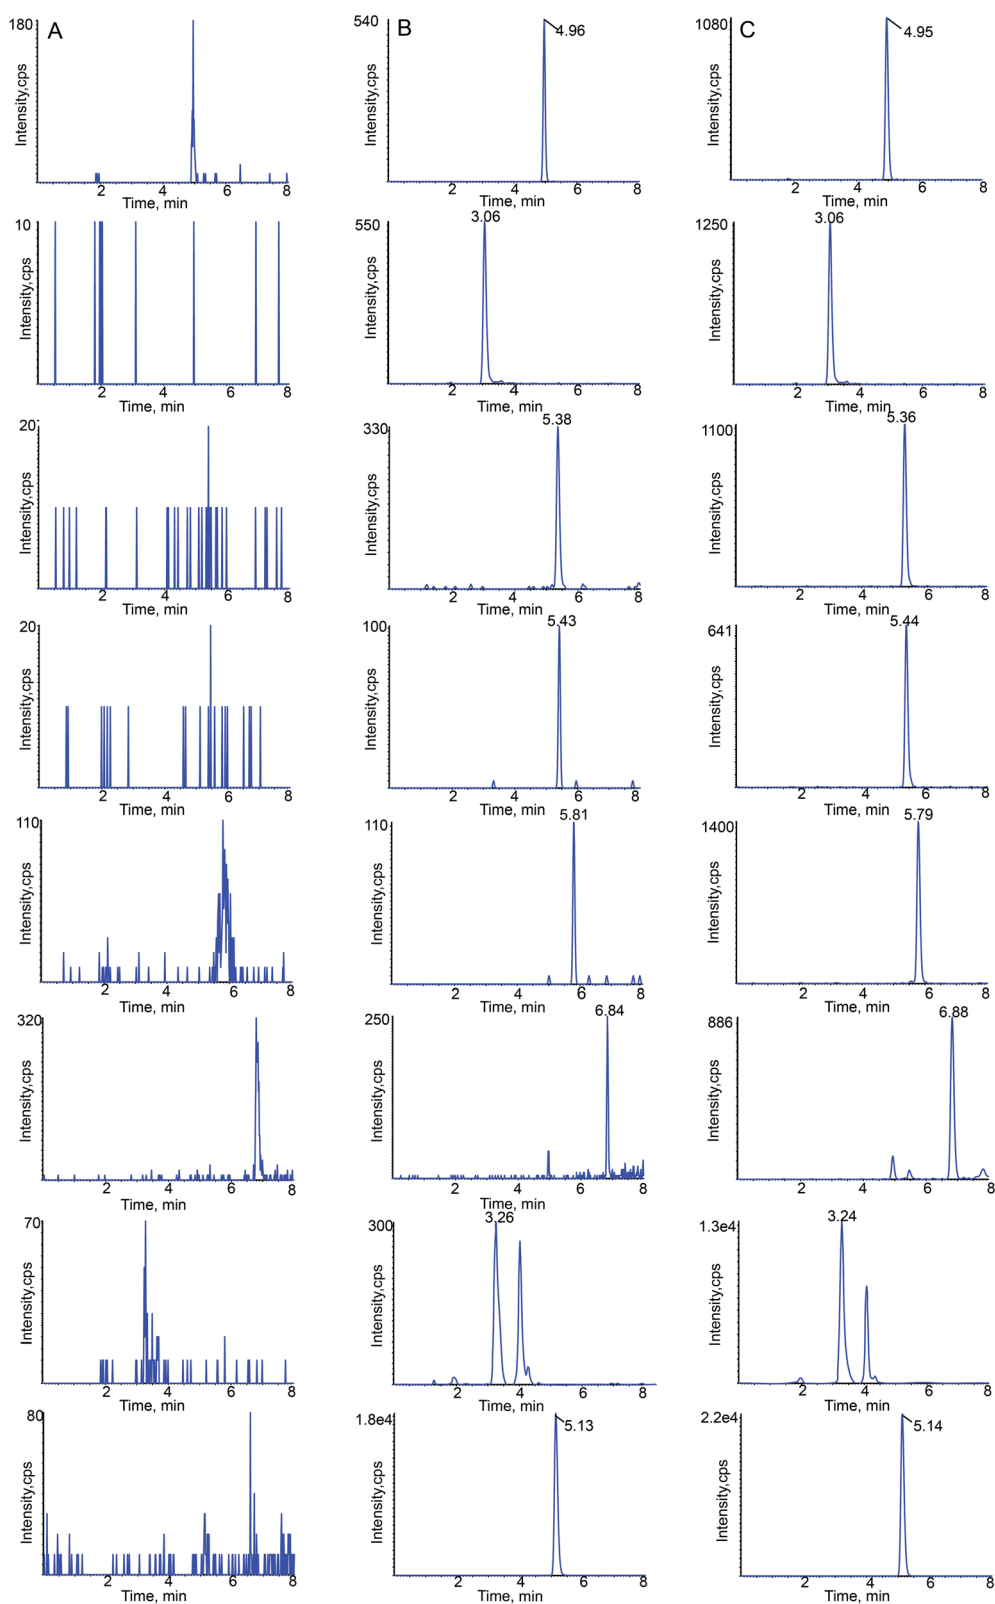 A
180
Intensity,cps
2 4 6 8
Time, min
B
540
4.96
Intensity,cps
2 4 6 8
Time, min
C
1080
4.95
Intensity,cps
2 4 6 8
Time, min
10
Intensity,cps
2 4 6 8
Time, min
550
3.06
Intensity,cps
2 4 6 8
Time, min
1250
3.06
Intensity,cps
2 4 6 8
Time, min
20
Intensity,cps
2 4 6 8
Time, min
330
5.38
Intensity,cps
2 4 6 8
Time, min
1100
5.36
Intensity,cps
2 4 6 8
Time, min
20
Intensity,cps
2 4 6 8
Time, min
100
5.43
Intensity,cps
2 4 6 8
Time, min
641
5.44
Intensity,cps
2 4 6 8
Time, min
110
Intensity,cps
2 4 6 8
Time, min
110
5.81
Intensity,cps
2 4 6 8
Time, min
1400
5.79
Intensity,cps
2 4 6 8
Time, min
320
Intensity,cps
2 4 6 8
Time, min
250
6.84
Intensity,cps
2 4 6 8
Time, min
886
6.88
Intensity,cps
2 4 6 8
Time, min
70
Intensity,cps
2 4 6 8
Time, min
300
3.26
Intensity,cps
2 4 6 8
Time, min
1.3e4
3.24
Intensity,cps
2 4 6 8
Time, min
80
Intensity,cps
2 4 6 8
Time, min
1.8e4
5.13
Intensity,cps
2 4 6 8
Time, min
2.2e4
5.14
Intensity,cps
2 4 6 8
Time, min